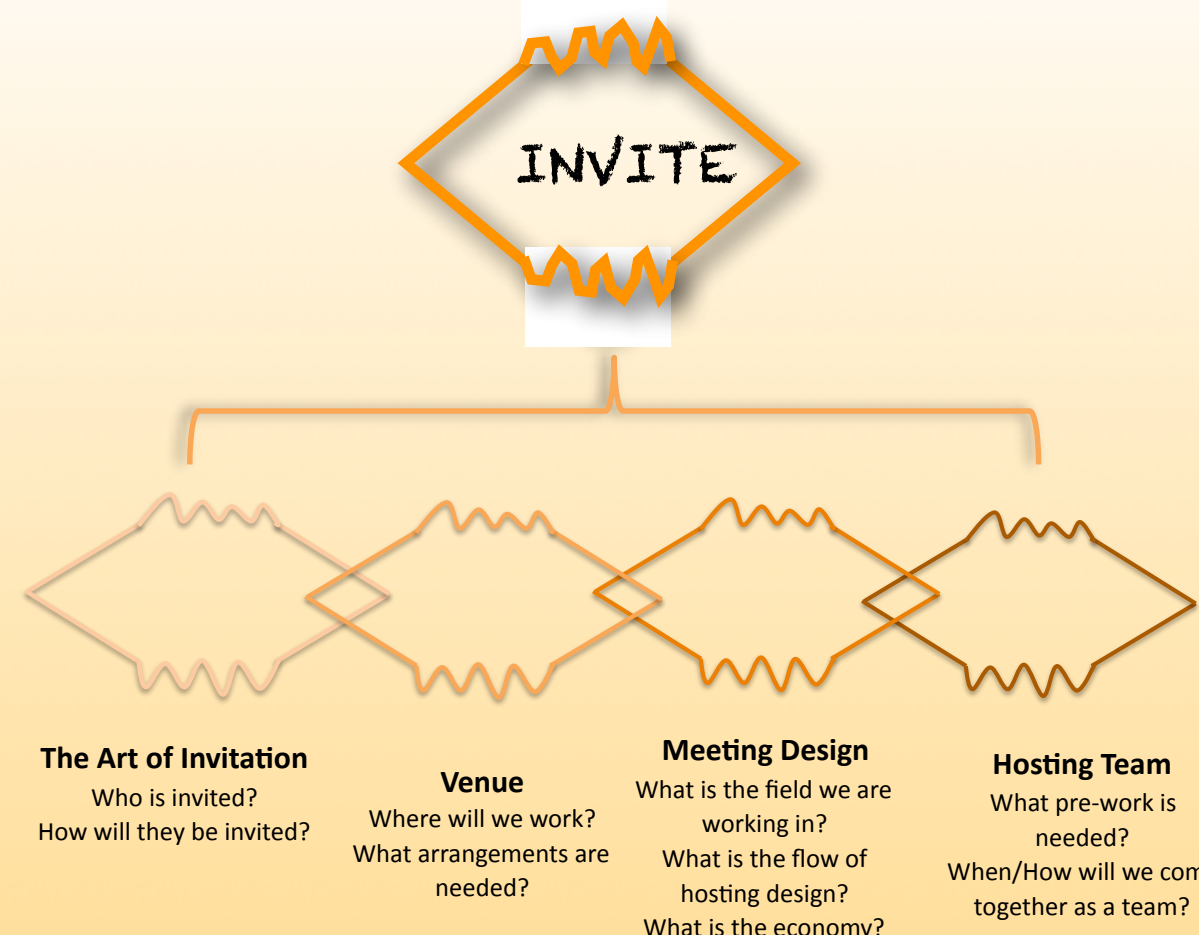 INVITE
The Art of Invitation
Who is invited?
How will they be invited?
Venue
Where will we work?
What arrangements are
needed?
Meeting Design
What is the field we are
working in?
What is the flow of
hosting design?
What is the economy?
Hosting Team
What pre-work is
needed?
When/How will we com
together as a team?